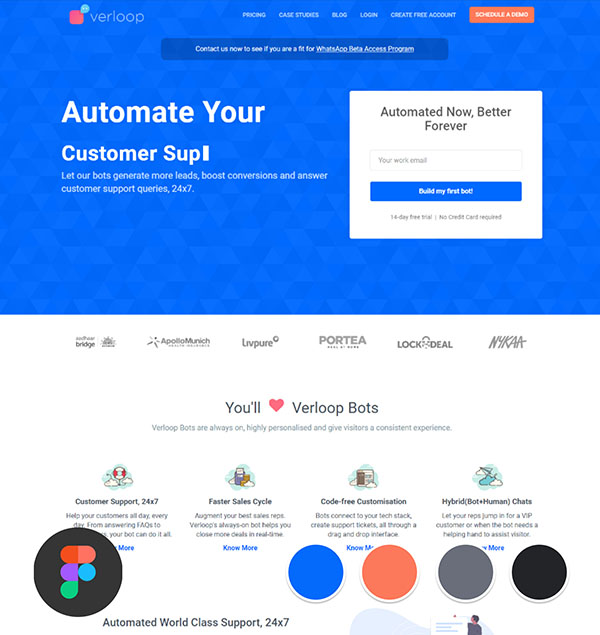 verloop
PRICING
CASE STUDIES
BLOG
LOGIN
CREATE FREE ACCOUNT
SCHEDULE A DEMO
Contact us now to see if you are a fit for WhatsApp Beta Access Program
Automate Your
Customer Sup
Let our bots generate more leads, boost conversions and answer
customer support queries, 24x7.
Automated Now, Better
Forever
Your work email
Build my first bot!
14-day free trial | No Credit Card required
aadhaar
bridge
ApolloMunich
HEALTH INSURANCE
Livpure
PORTEA
HEAL AT HOME
LOCK DEAL
NYKAA
You'll Verloop Bots
Verloop Bots are always on, highly personalised and give visitors a consistent experience.
Customer Support, 24x7
Help your customers all day, every
day. From answering FAQs to
your bot can do it all.
Know More
Faster Sales Cycle
Augment your best sales reps.
Verloop's always-on bot helps you
close more deals in real-time.
Know More
Code-free Customisation
Bots connect to your tech stack,
create support tickets, all through a
drag and drop interface.
Know More
Hybrid(Bot+Human) Chats
Let your reps jump in for a VIP
customer or when the bot needs a
helping hand to assist visitor.
Know More
Automated World Class Support, 24x7